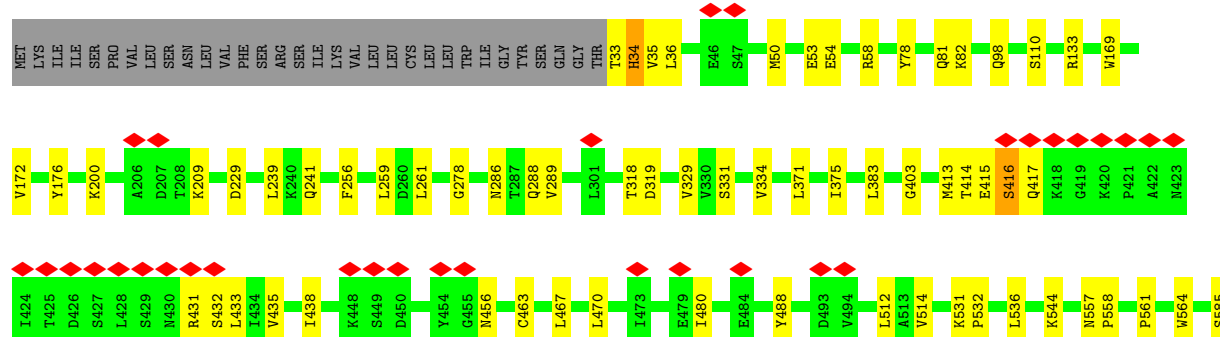 MET LYS ILE ILE SER PRO VAL LEU SER ASN LEU VAL PHE SER ARG SER ILE LYS VAL LEU LEU CYS LEU LEU TRP ILE GLY TYR SER GLN GLY THR T33 H34 V35 L36 E46 S47 M50 E53 E54 R58 Y78 Q81 K82 Q98 S110 R133 W169
V172 Y176 K200 A206 D207 T208 K209 D229 L239 K240 Q241 F256 L259 D260 L261 G278 N286 T287 Q288 V289 L301 T318 D319 V329 V330 S331 V334 L371 I375 L383 G403 M413 T414 E415 S416 Q417 K418 G419 K420 P421 A422 N423
I424 T425 D426 S427 L428 S429 N430 R431 S432 L433 I434 V435 I438 K448 S449 D450 Y454 G455 N456 C463 L467 L470 I473 E479 I480 E484 Y488 D493 V494 L512 A513 V514 K531 P532 L536 K544 N557 P558 P561 W564 S585